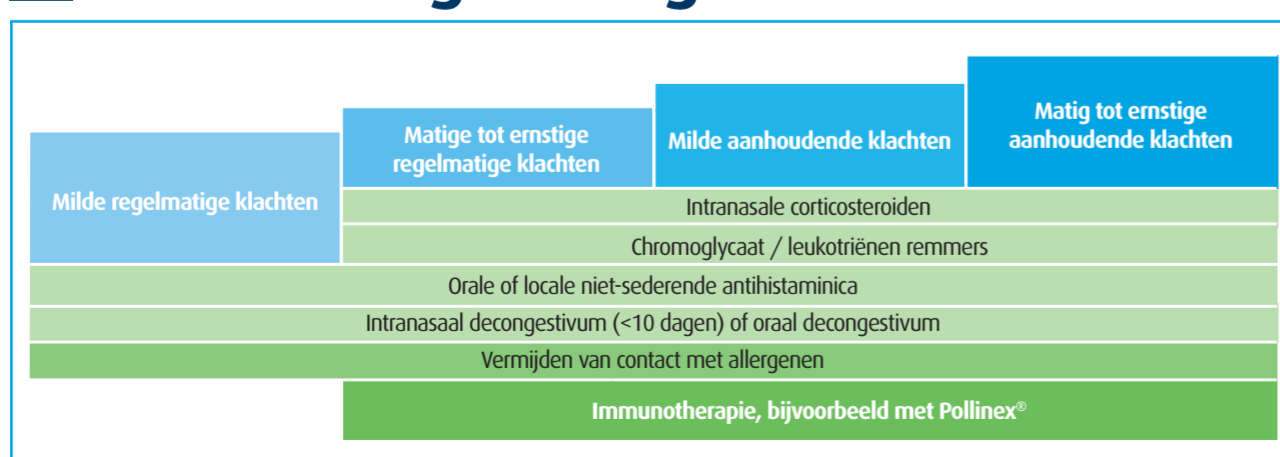 Matig tot ernstige
aanhoudende klachten
Milde aanhoudende klachten
Matige tot ernstige
regelmatige klachten
Milde regelmatige klachten
Intranasale corticosteroiden
Chromoglycaat / leukotriënen remmers
Orale of locale niet-sederende antihistaminica
Intranasaal decongestivum (<10 dagen) of oraal decongestivum
Vermijden van contact met allergenen
Immunotherapie, bijvoorbeeld met Pollinex®